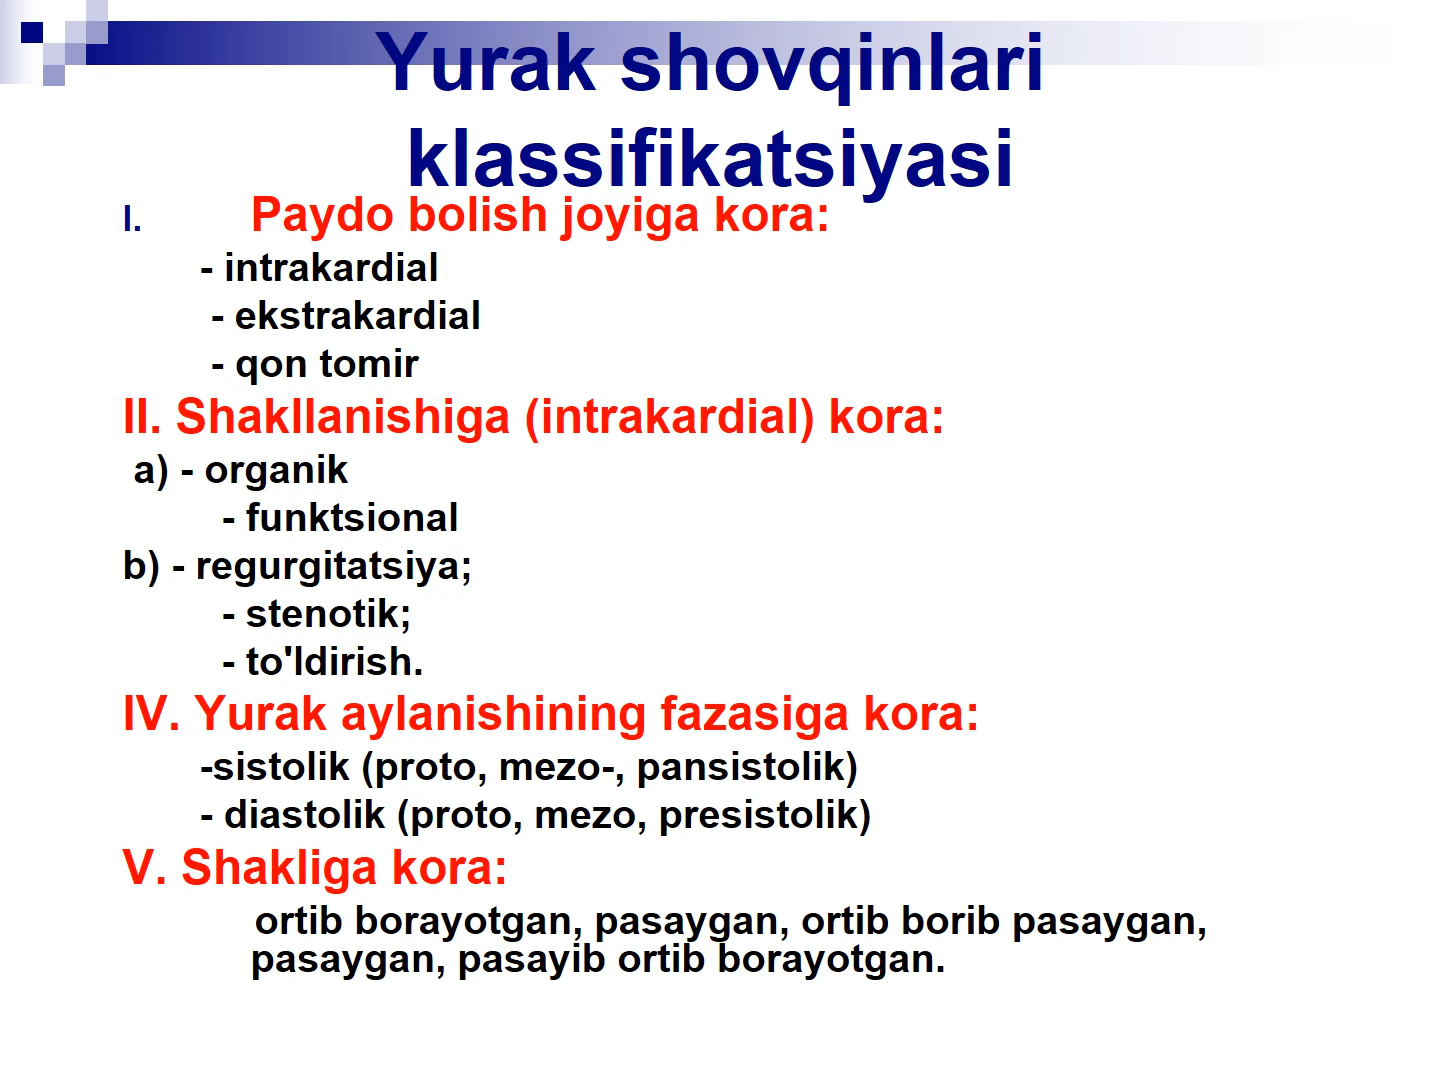 Yurak shovqinlari
klassifikatsiyasi
I. Paydo bolish joyiga kora:
- intrakardial
- ekstrakardial
- qon tomir
II. Shakllanishiga (intrakardial) kora:
a) - organik
- funktsional
b) - regurgitatsiya;
- stenotik;
- to'ldirish.
IV. Yurak aylanishining fazasiga kora:
-sistolik (proto, mezo-, pansistolik)
- diastolik (proto, mezo, presistolik)
V. Shakliga kora:
ortib borayotgan, pasaygan, ortib borib pasaygan,
pasaygan, pasayib ortib borayotgan.